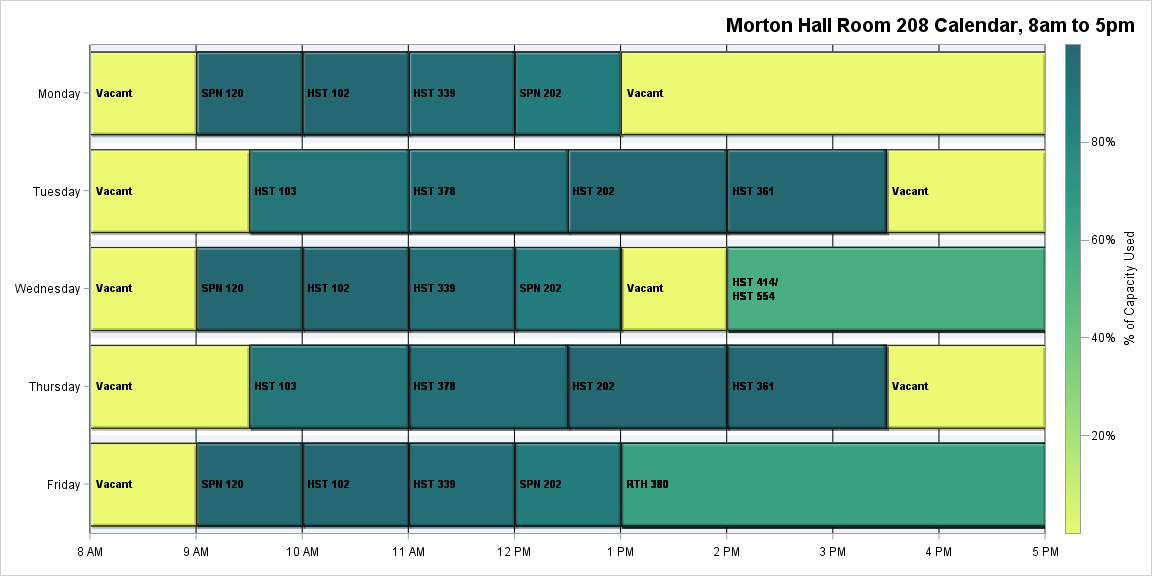 Morton Hall Room 208 Calendar, 8am to 5pm
Monday
Vacant
SPN 120
HST 102
HST 339
SPN 202
Vacant
Tuesday
Vacant
HST 103
HST 378
HST 202
HST 361
Vacant
Wednesday
Vacant
SPN 120
HST 102
HST 339
SPN 202
Vacant
HST 414/
HST 554
Thursday
Vacant
HST 103
HST 378
HST 202
HST 361
Vacant
Friday
Vacant
SPN 120
HST 102
HST 339
SPN 202
RTH 380
8 AM
9 AM
10 AM
11 AM
12 PM
1 PM
2 PM
3 PM
4 PM
5 PM
80%
60%
40%
20%
% of Capacity Used